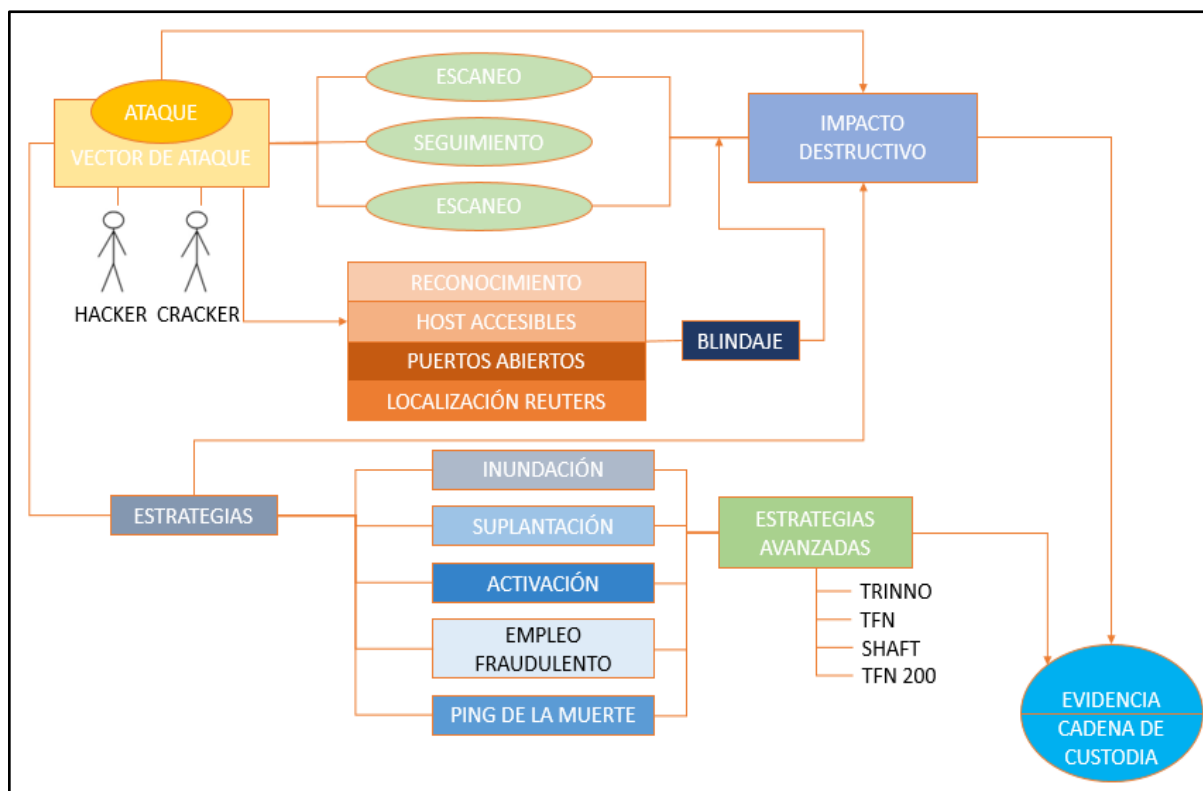 ATAQUE
VECTOR DE ATAQUE
HACKER
CRACKER
ESCANEO
SEGUIMIENTO
ESCANEO
IMPACTO
DESTRUCTIVO
RECONOCIMIENTO
HOST ACCESIBLES
PUERTOS ABIERTOS
LOCALIZACIÓN REUTERS
BLINDAJE
ESTRATEGIAS
INUNDACIÓN
SUPLANTACIÓN
ACTIVACIÓN
EMPLEO
FRAUDULENTO
PING DE LA MUERTE
ESTRATEGIAS
AVANZADAS
TRINNO
TFN
SHAFT
TFN 200
EVIDENCIA
CADENA DE
CUSTODIA